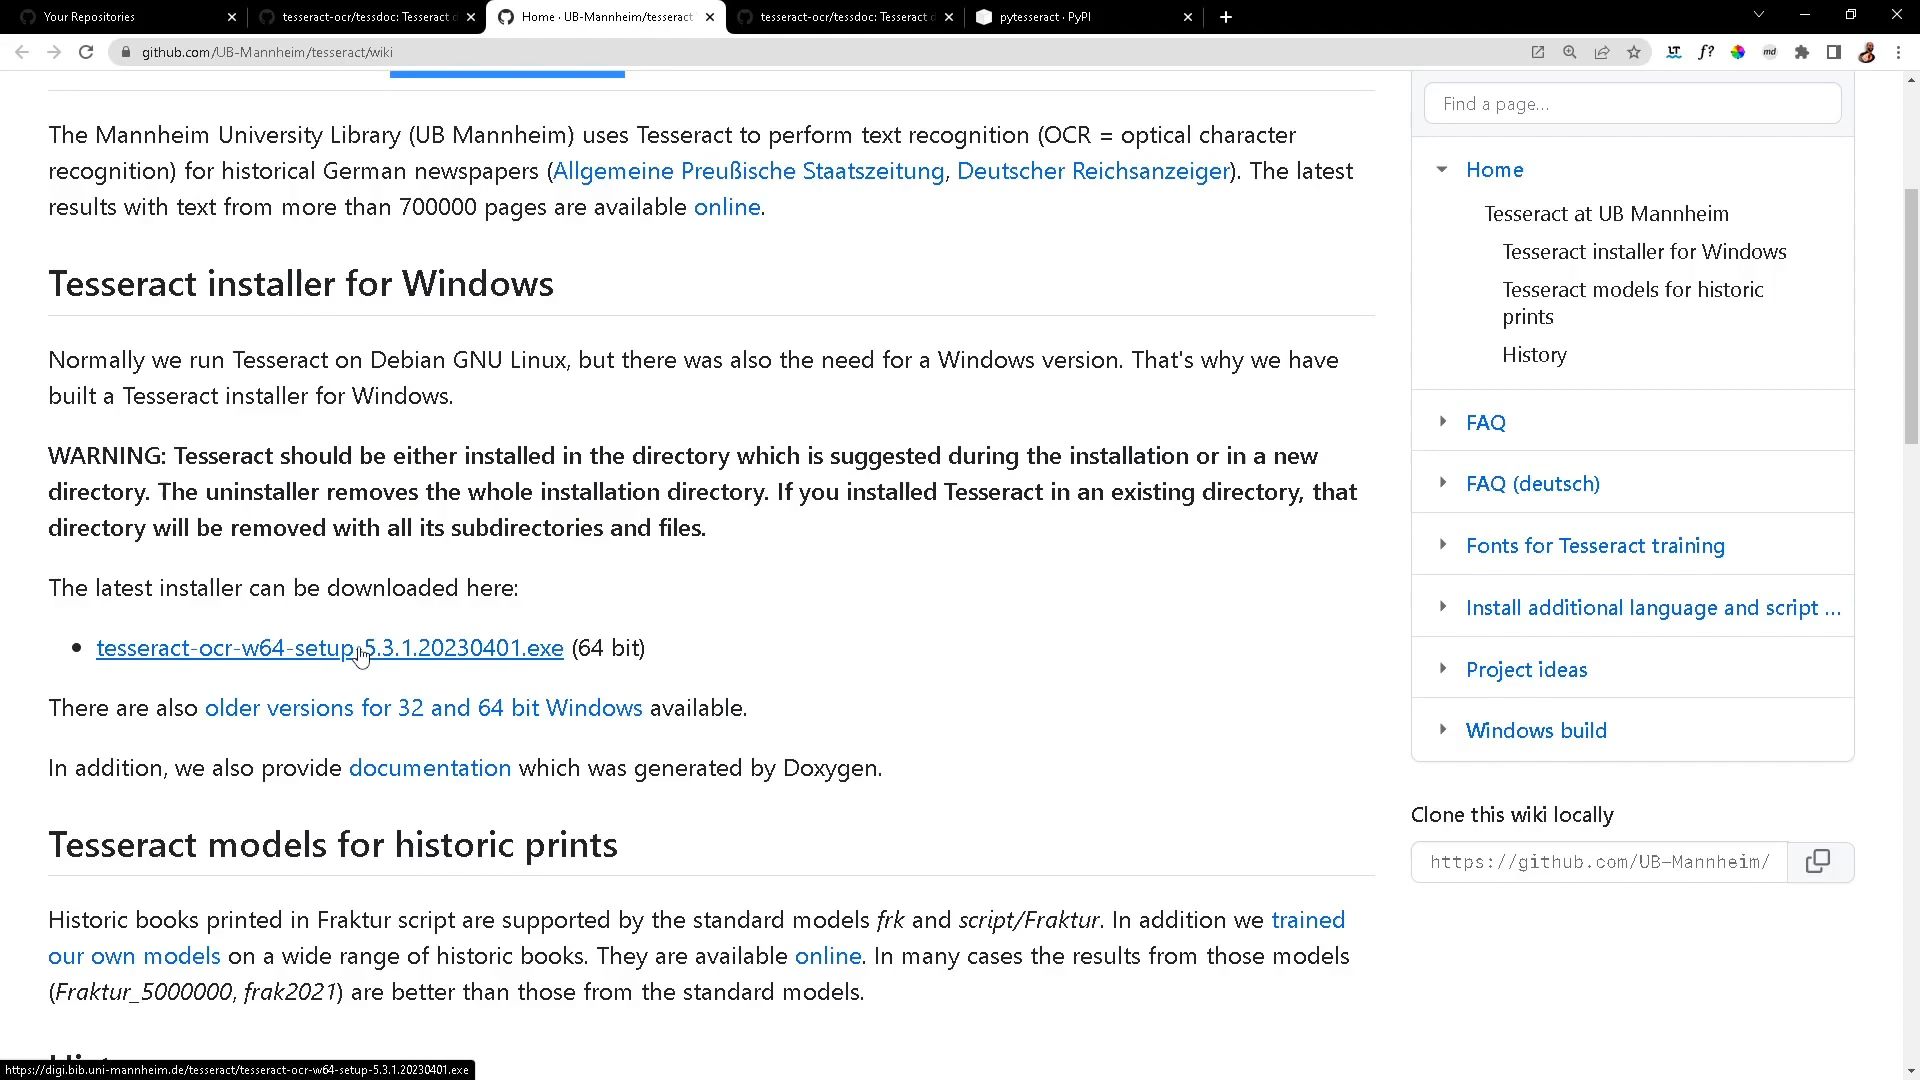 Your Repositories
tesseract-ocr/tessdoc: Tesseract d
Home · UB-Mannheim/tesseract
tesseract-ocr/tessdoc: Tesseract d
pytesseract · PyPI
github.com/UB-Mannheim/tesseract/wiki
The Mannheim University Library (UB Mannheim) uses Tesseract to perform text recognition (OCR = optical character
recognition) for historical German newspapers (Allgemeine Preußische Staatszeitung, Deutscher Reichsanzeiger). The latest
results with text from more than 700000 pages are available online.
Tesseract installer for Windows
Normally we run Tesseract on Debian GNU Linux, but there was also the need for a Windows version. That's why we have
built a Tesseract installer for Windows.
WARNING: Tesseract should be either installed in the directory which is suggested during the installation or in a new
directory. The uninstaller removes the whole installation directory. If you installed Tesseract in an existing directory, that
directory will be removed with all its subdirectories and files.
The latest installer can be downloaded here:
tesseract-ocr-w64-setup-5.3.1.20230401.exe (64 bit)
There are also older versions for 32 and 64 bit Windows available.
In addition, we also provide documentation which was generated by Doxygen.
Tesseract models for historic prints
Historic books printed in Fraktur script are supported by the standard models frk and script/Fraktur. In addition we trained
our own models on a wide range of historic books. They are available online. In many cases the results from those models
(Fraktur_5000000, frak2021) are better than those from the standard models.
https://digi.bib.uni-mannheim.de/tesseract/tesseract-ocr-w64-setup-5.3.1.20230401.exe
Find a page...
Home
Tesseract at UB Mannheim
Tesseract installer for Windows
Tesseract models for historic
prints
History
FAQ
FAQ (deutsch)
Fonts for Tesseract training
Install additional language and script ...
Project ideas
Windows build
Clone this wiki locally
https://github.com/UB-Mannheim/